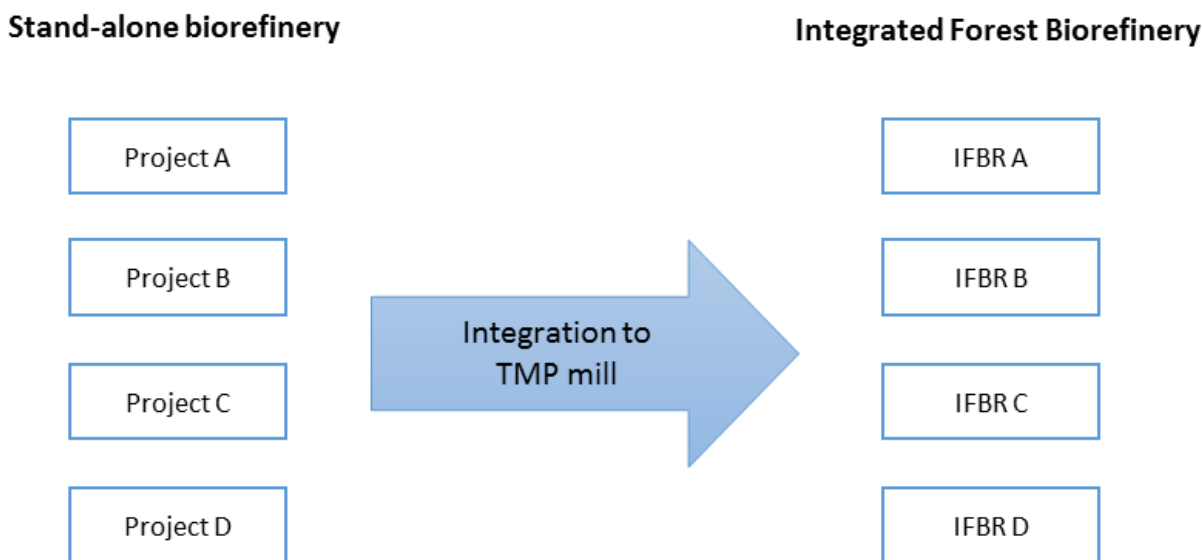 Stand-alone biorefinery
Integrated Forest Biorefinery
Project A
IFBR A
Project B
IFBR B
Integration to
TMP mill
Project C
IFBR C
Project D
IFBR D